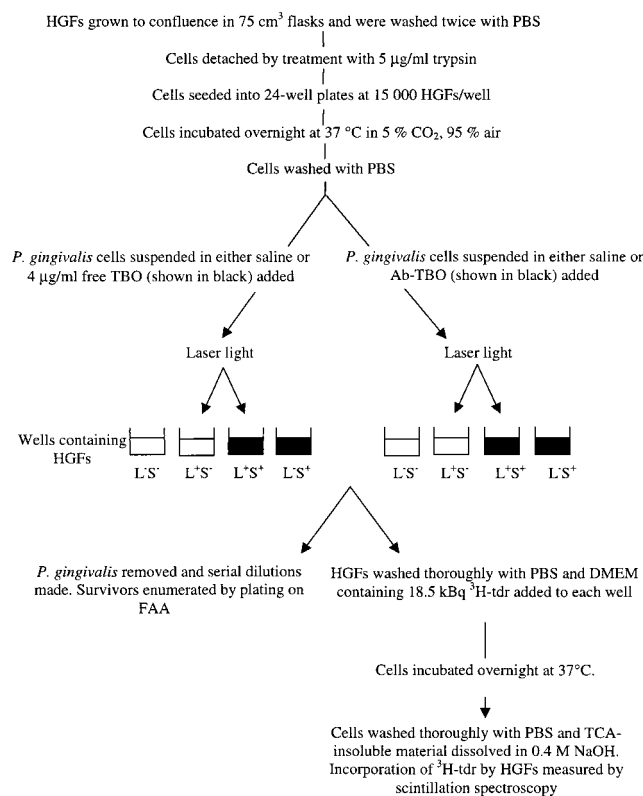 HGFs grown to confluence in 75 cm³ flasks and were washed twice with PBS
Cells detached by treatment with 5 µg/ml trypsin
Cells seeded into 24-well plates at 15 000 HGFs/well
Cells incubated overnight at 37 °C in 5 % CO₂, 95 % air
Cells washed with PBS
P. gingivalis cells suspended in either saline or
4 µg/ml free TBO (shown in black) added
P. gingivalis cells suspended in either saline or
Ab-TBO (shown in black) added
Laser light
Laser light
Wells containing
HGFs
L⁻S⁻ L⁺S⁻ L⁺S⁺ L⁻S⁺
L⁻S⁻ L⁺S⁻ L⁺S⁺ L⁻S⁺
P. gingivalis removed and serial dilutions
made. Survivors enumerated by plating on
FAA
HGFs washed thoroughly with PBS and DMEM
containing 18.5 kBq ³H-tdr added to each well
Cells incubated overnight at 37°C.
Cells washed thoroughly with PBS and TCA-
insoluble material dissolved in 0.4 M NaOH.
Incorporation of ³H-tdr by HGFs measured by
scintillation spectroscopy